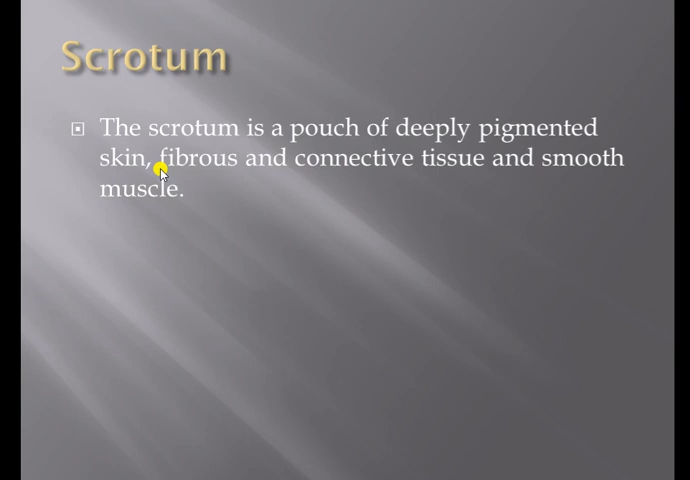 Scrotum
The scrotum is a pouch of deeply pigmented
skin, fibrous and connective tissue and smooth
muscle.